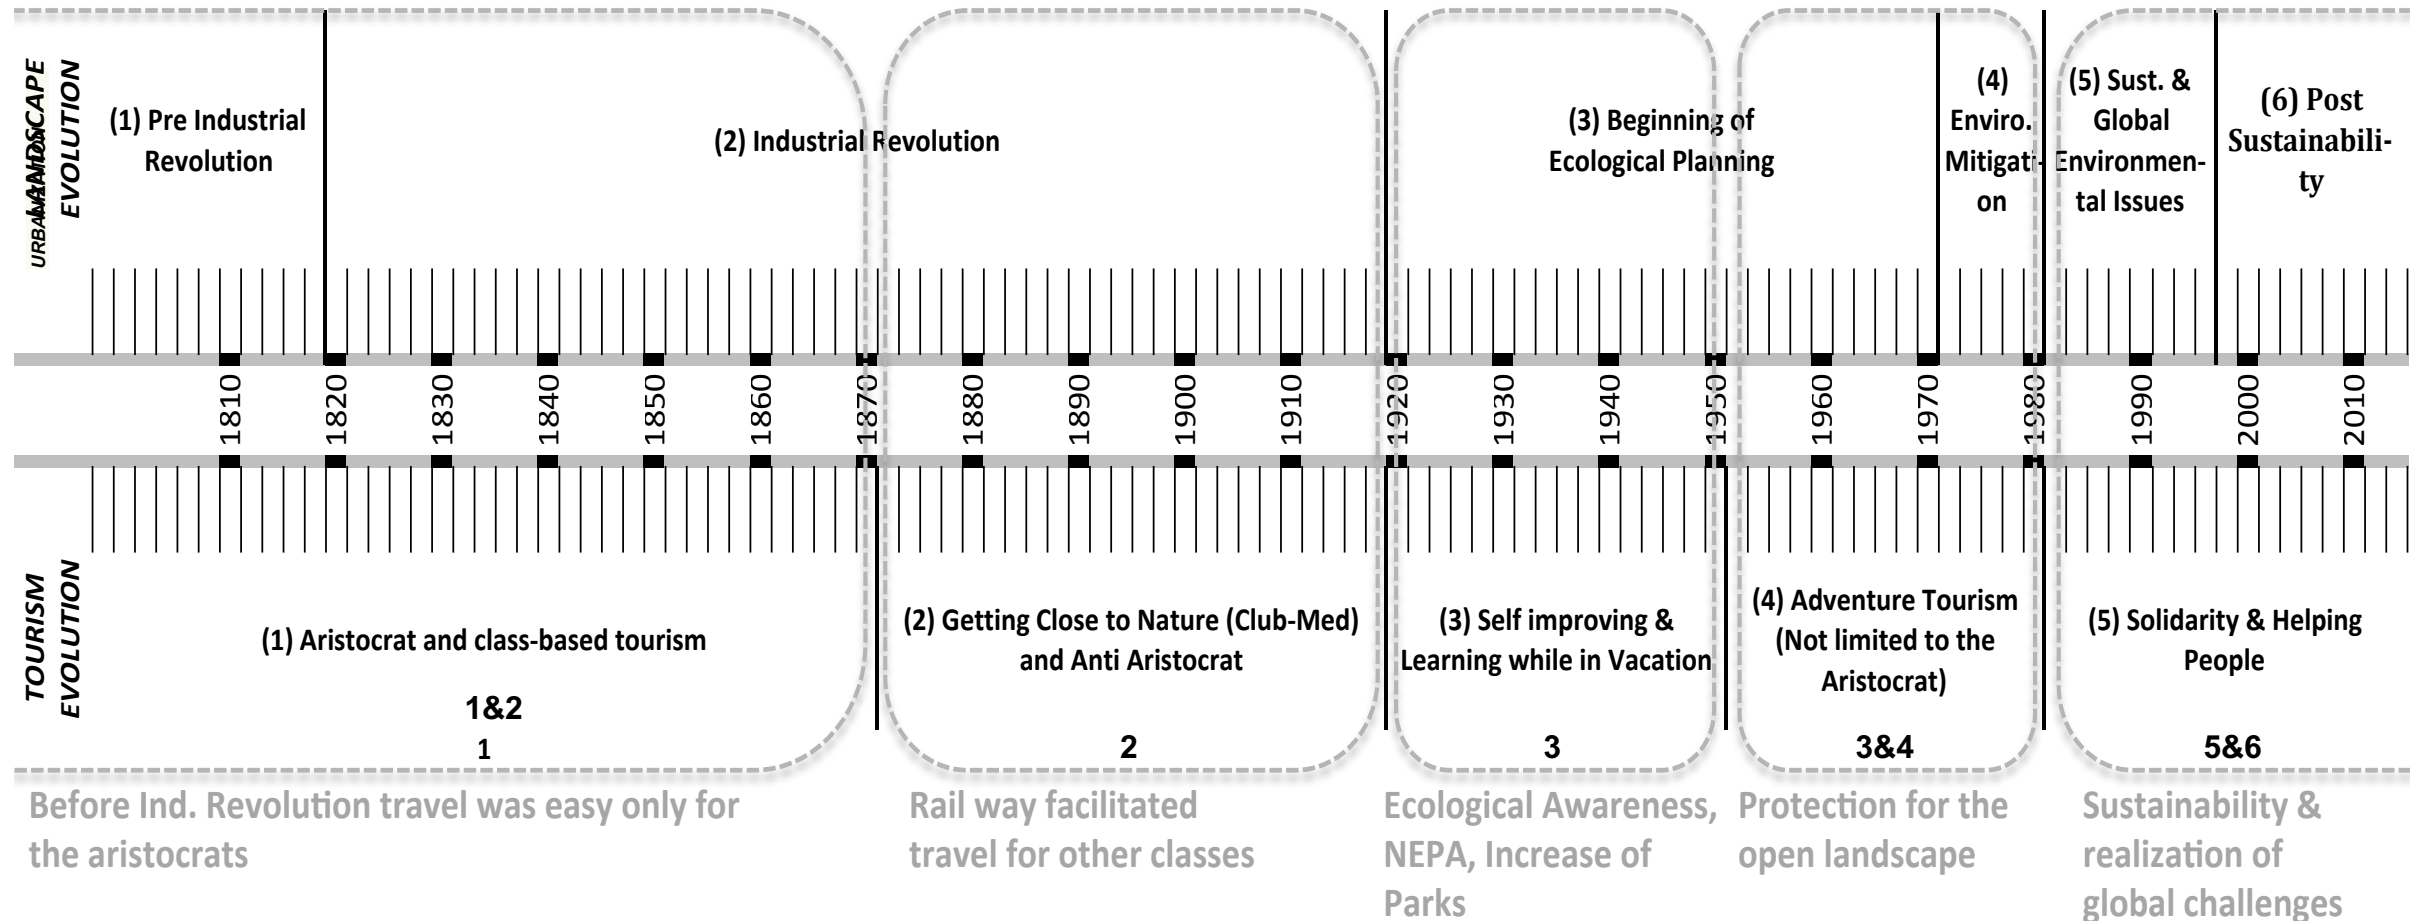 LANDSCAPE
URBANIZATION
EVOLUTION
(1) Pre Industrial
Revolution
(2) Industrial Revolution
(3) Beginning of
Ecological Planning
(4)
Enviro.
Mitigati-
on
(5) Sust. &
Global
Environmen-
tal Issues
(6) Post
Sustainabili-
ty
1810
1820
1830
1840
1850
1860
1870
1880
1890
1900
1910
1920
1930
1940
1950
1960
1970
1980
1990
2000
2010
TOURISM
EVOLUTION
(1) Aristocrat and class-based tourism
1&2
1
(2) Getting Close to Nature (Club-Med)
and Anti Aristocrat
2
(3) Self improving &
Learning while in Vacation
3
(4) Adventure Tourism
(Not limited to the
Aristocrat)
3&4
(5) Solidarity & Helping
People
5&6
Before Ind. Revolution travel was easy only for
the aristocrats
Rail way facilitated
travel for other classes
Ecological Awareness,
NEPA, Increase of
Parks
Protection for the
open landscape
Sustainability &
realization of
global challenges